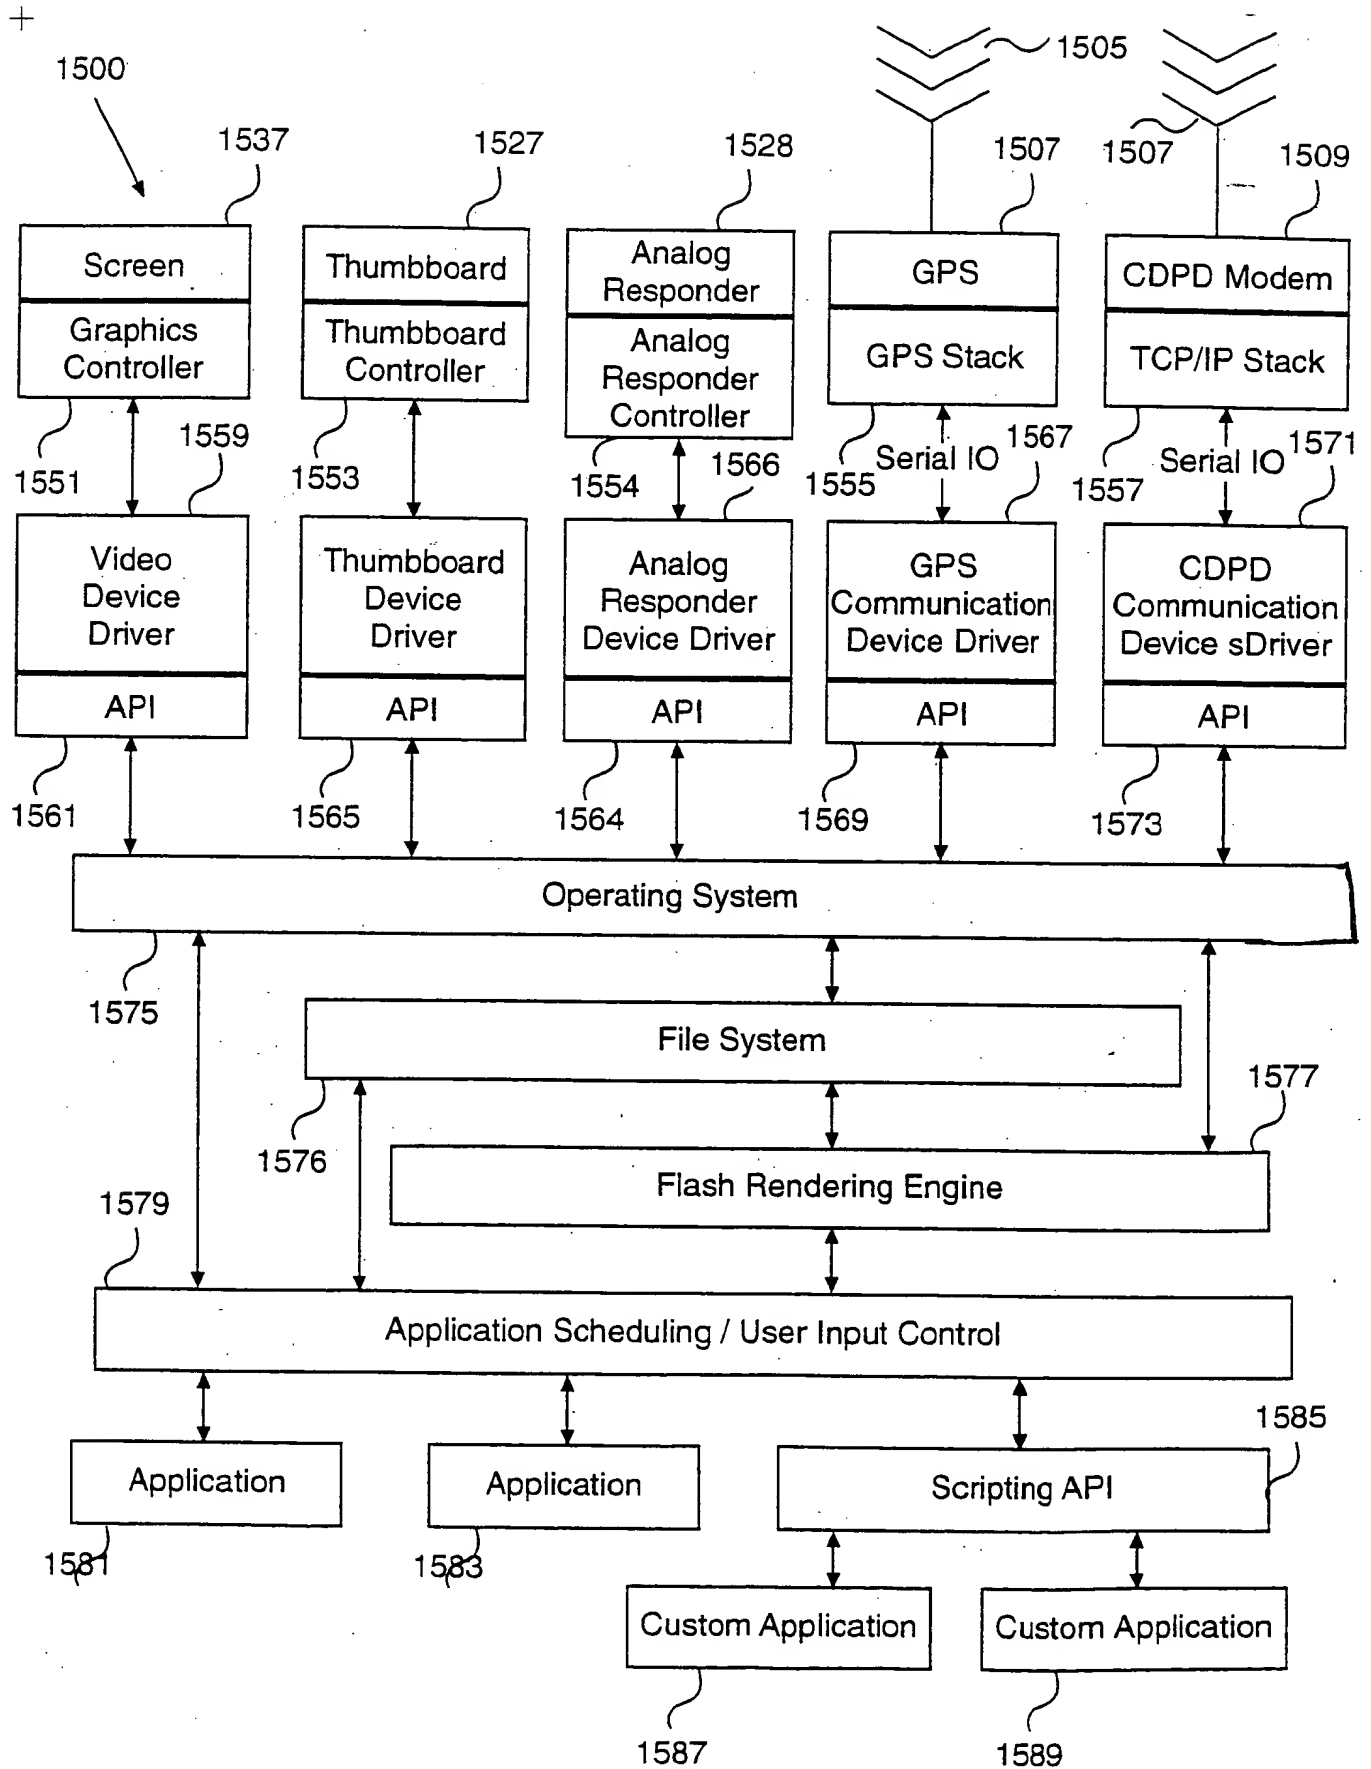 1500
1505
1507
1537
1527
1528
1507
1509
Screen
Graphics
Controller
Thumbboard
Thumbboard
Controller
Analog
Responder
Analog
Responder
Controller
GPS
GPS Stack
CDPD Modem
TCP/IP Stack
1551
1559
1553
1554
1566
1555
Serial IO
1567
1557
Serial IO
1571
Video
Device
Driver
API
Thumbboard
Device
Driver
API
Analog
Responder
Device Driver
API
GPS
Communication
Device Driver
API
CDPD
Communication
Device sDriver
API
1561
1565
1564
1569
1573
Operating System
1575
File System
1576
1577
Flash Rendering Engine
1579
Application Scheduling / User Input Control
1585
Application
Application
Scripting API
1581
1583
Custom Application
Custom Application
1587
1589